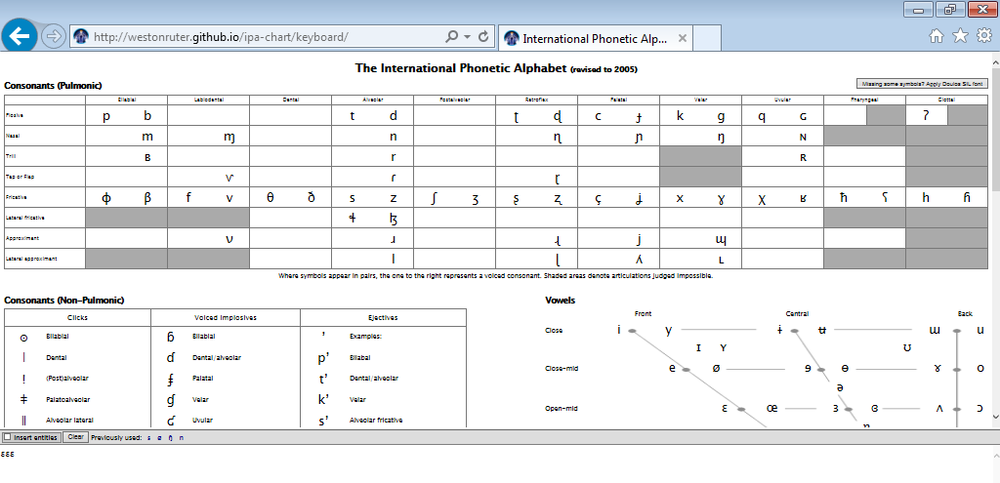 http://westonruter.github.io/ipa-chart/keyboard/
International Phonetic Alp...
The International Phonetic Alphabet (revised to 2005)
Consonants (Pulmonic)
Missing some symbols? Apply Doulos SIL font
Bilabial Labiodental Dental Alveolar Postalveolar Retroflex Palatal Velar Uvular Pharyngeal Glottal
Plosive p b t d ʈ ɖ c ɟ k ɡ q ɢ ʔ
Nasal m ɱ n ɳ ɲ ŋ ɴ
Trill ʙ r ʀ
Tap or Flap ⱱ ɾ ɽ
Fricative ɸ β f v θ ð s z ʃ ʒ ʂ ʐ ç ʝ x ɣ χ ʁ ħ ʕ h ɦ
Lateral fricative ɬ ɮ
Approximant ʋ ɹ ɻ j ɰ
Lateral approximant l ɭ ʎ ʟ
Where symbols appear in pairs, the one to the right represents a voiced consonant. Shaded areas denote articulations judged impossible.
Consonants (Non-Pulmonic)
Clicks Voiced implosives Ejectives
ʘ Bilabial ɓ Bilabial ʼ Examples:
ǀ Dental ɗ Dental/alveolar pʼ Bilabal
ǃ (Post)alveolar ʄ Palatal tʼ Dental/alveolar
ǂ Palatoalveolar ɠ Velar kʼ Velar
ǁ Alveolar lateral ʛ Uvular sʼ Alveolar fricative
Vowels
Front Central Back
Close i y ɨ ʉ ɯ u
ɪ ʏ ʊ
Close-mid e ø ɘ ɵ ɤ o
ə
Open-mid ɛ œ ɜ ɞ ʌ ɔ
Insert entities Clear Previously used: ɛ ø ŋ n
ɛɛɛ